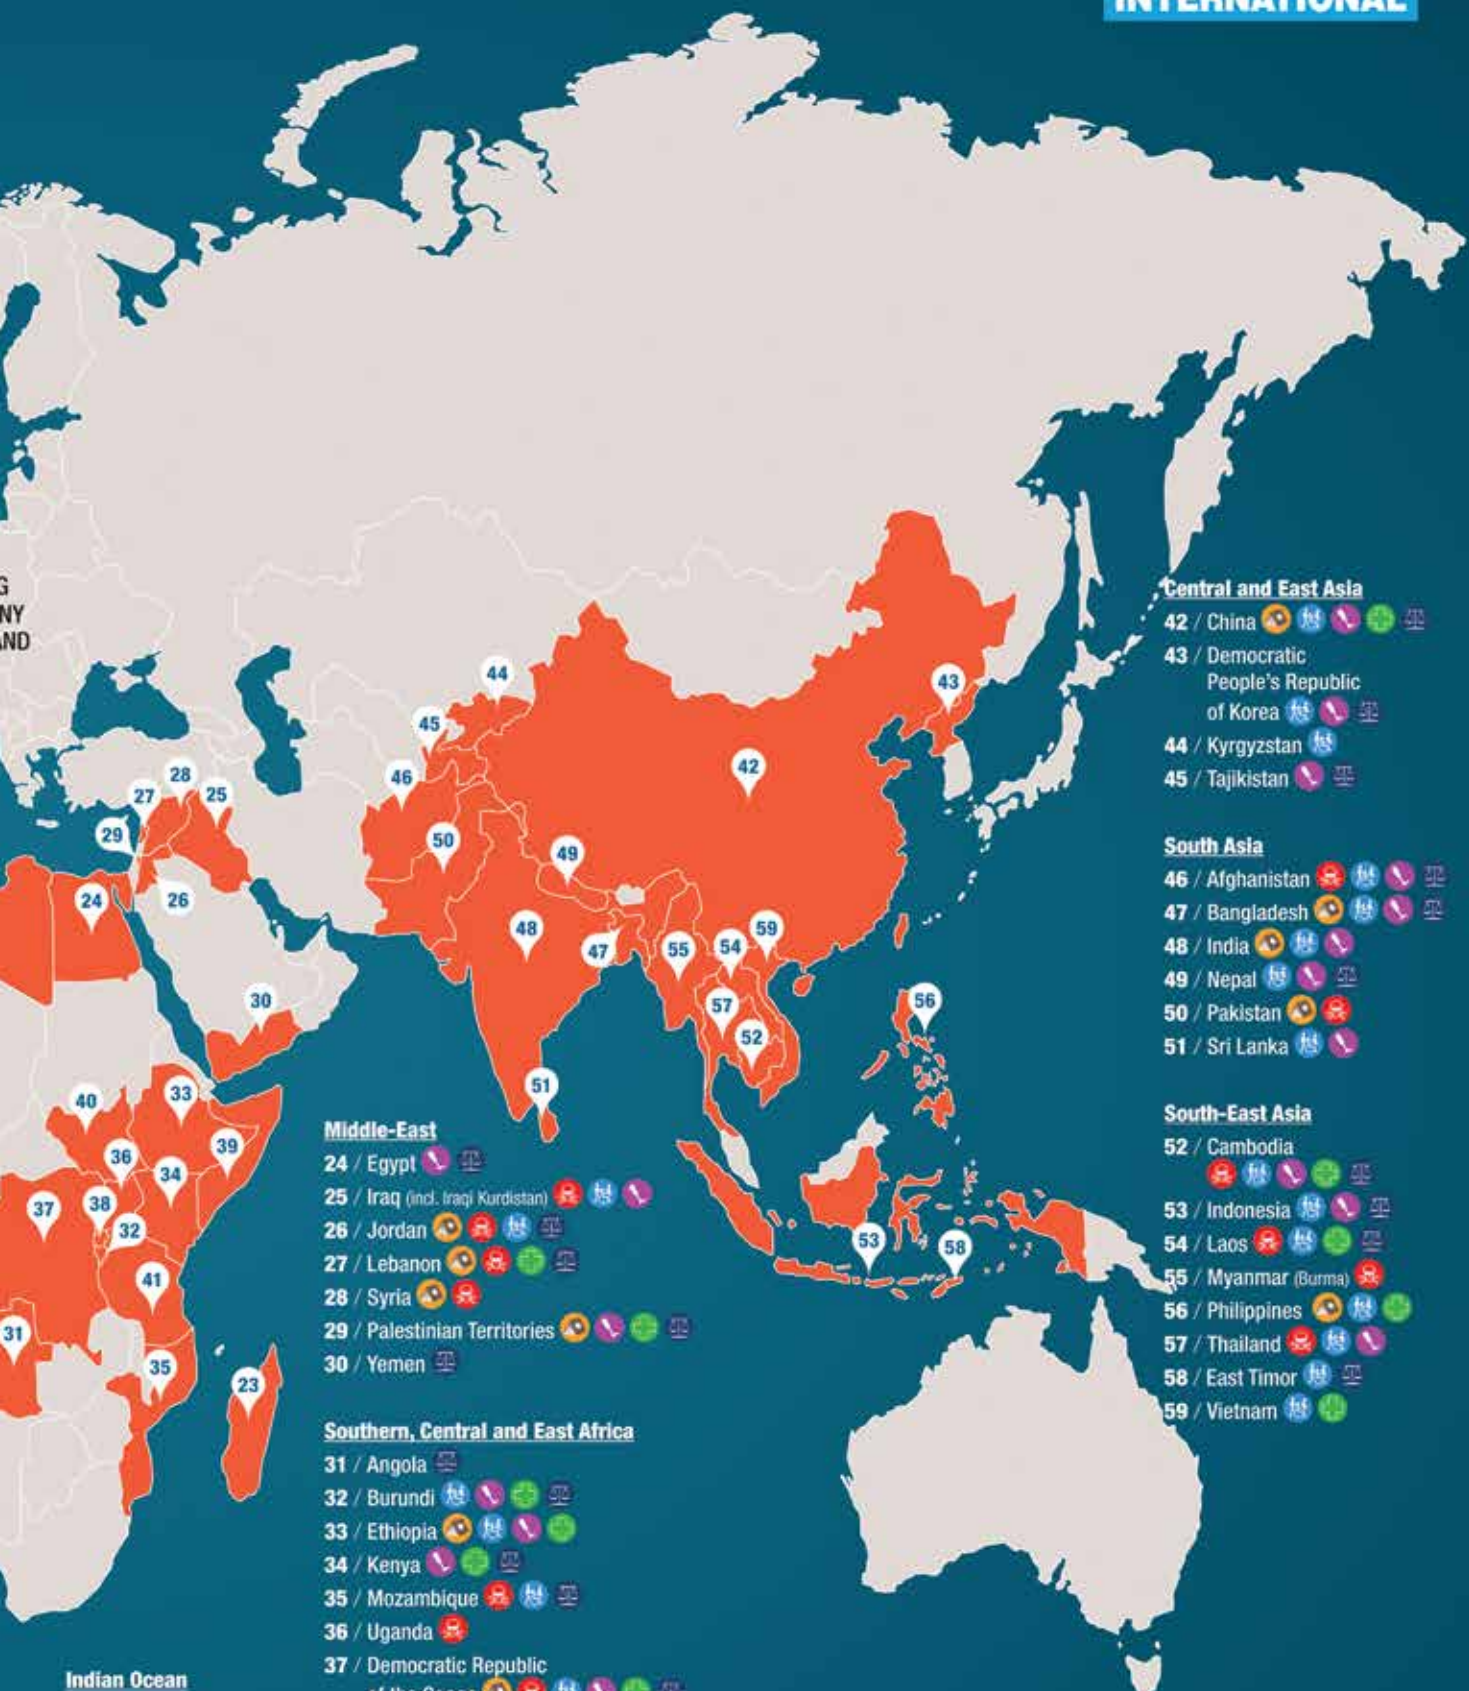 INTERNATIONAL
G
NY
AND
44
45
43
42
28
27
25
46
29
50
49
24
26
48
47
55
54
59
30
57
52
56
40
33
51
36
39
34
37
38
32
53
58
41
31
35
23
Central and East Asia
42 / China
43 / Democratic
People's Republic
of Korea
44 / Kyrgyzstan
45 / Tajikistan
South Asia
46 / Afghanistan
47 / Bangladesh
48 / India
49 / Nepal
50 / Pakistan
51 / Sri Lanka
South-East Asia
52 / Cambodia
53 / Indonesia
54 / Laos
55 / Myanmar (Burma)
56 / Philippines
57 / Thailand
58 / East Timor
59 / Vietnam
Middle-East
24 / Egypt
25 / Iraq (incl. Iraqi Kurdistan)
26 / Jordan
27 / Lebanon
28 / Syria
29 / Palestinian Territories
30 / Yemen
Southern, Central and East Africa
31 / Angola
32 / Burundi
33 / Ethiopia
34 / Kenya
35 / Mozambique
36 / Uganda
37 / Democratic Republic
of the Congo
Indian Ocean